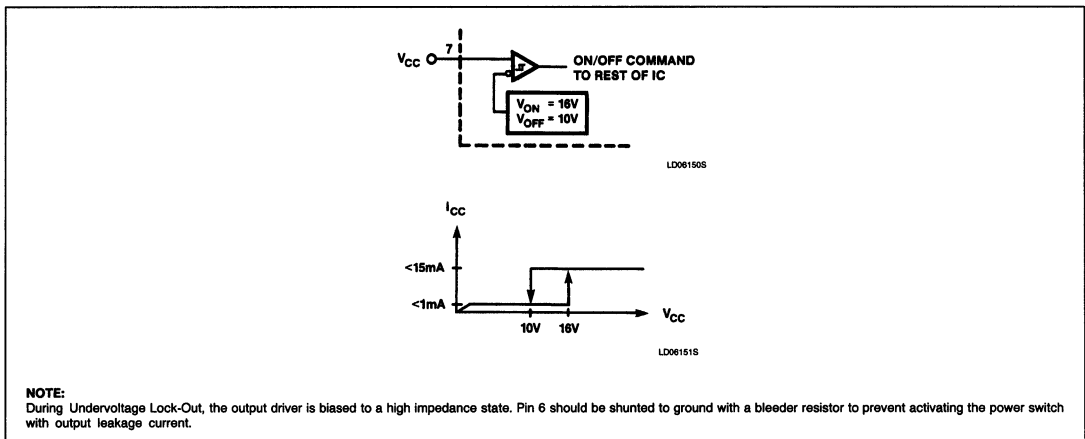 7
VCC
ON/OFF COMMAND
TO REST OF IC
VON = 16V
VOFF = 10V
LD06150S
ICC
<15mA
<1mA
VCC
10V 16V
LD06151S
NOTE:
During Undervoltage Lock-Out, the output driver is biased to a high impedance state. Pin 6 should be shunted to ground with a bleeder resistor to prevent activating the power switch
with output leakage current.